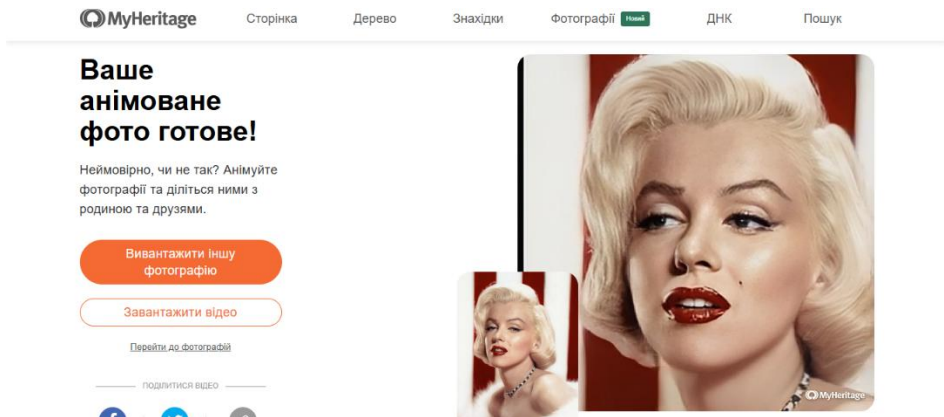 MyHeritage
Сторінка
Дерево
Знахідки
Фотографії Новий
ДНК
Пошук
Ваше
анімоване
фото готове!
Неймовірно, чи не так? Анімуйте
фотографії та діліться ними з
родиною та друзями.
Вивантажити іншу
фотографію
Завантажити відео
Перейти до фотографій
ПОДІЛИТИСЯ ВІДЕО
MyHeritage